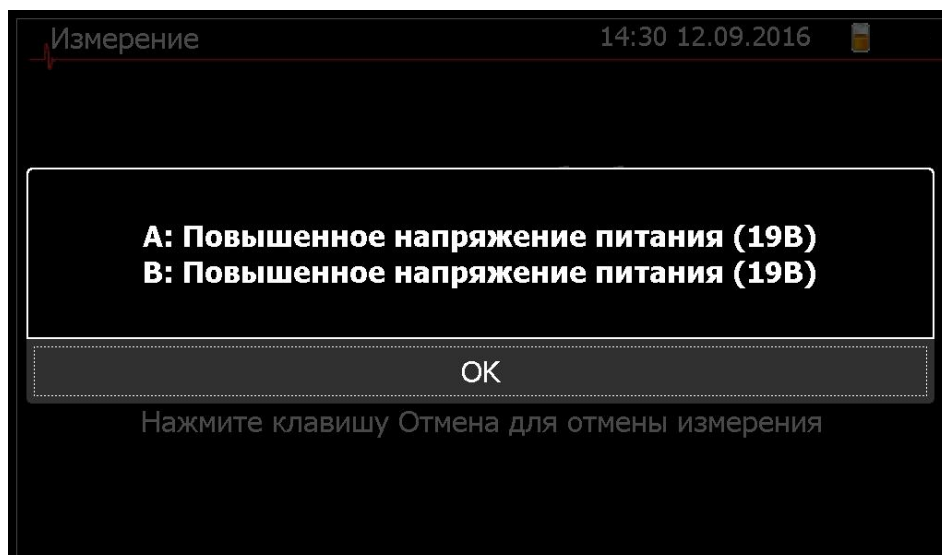 Измерение
14:30 12.09.2016
А: Повышенное напряжение питания (19В)
В: Повышенное напряжение питания (19В)
OK
Нажмите клавишу Отмена для отмены измерения